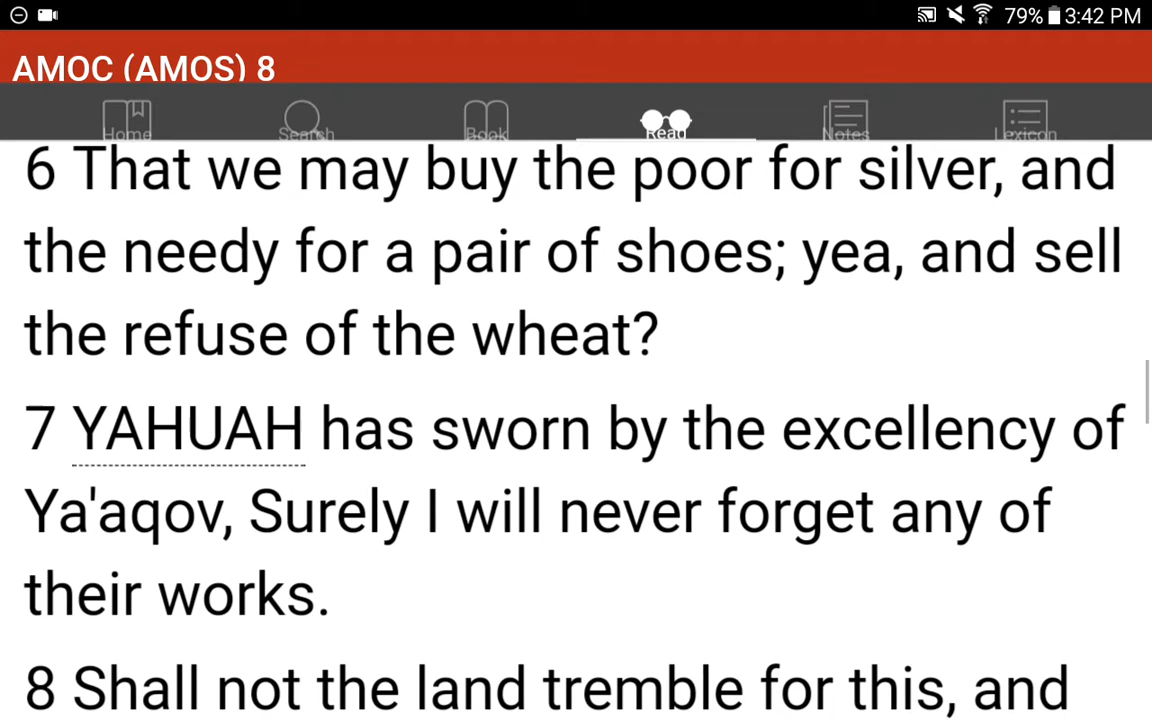 79% 3:42 PM
AMOC (AMOS) 8
Home Search Book Read Notes Lexicon
6 That we may buy the poor for silver, and
the needy for a pair of shoes; yea, and sell
the refuse of the wheat?
7 YAHUAH has sworn by the excellency of
Ya'aqov, Surely I will never forget any of
their works.
8 Shall not the land tremble for this, and